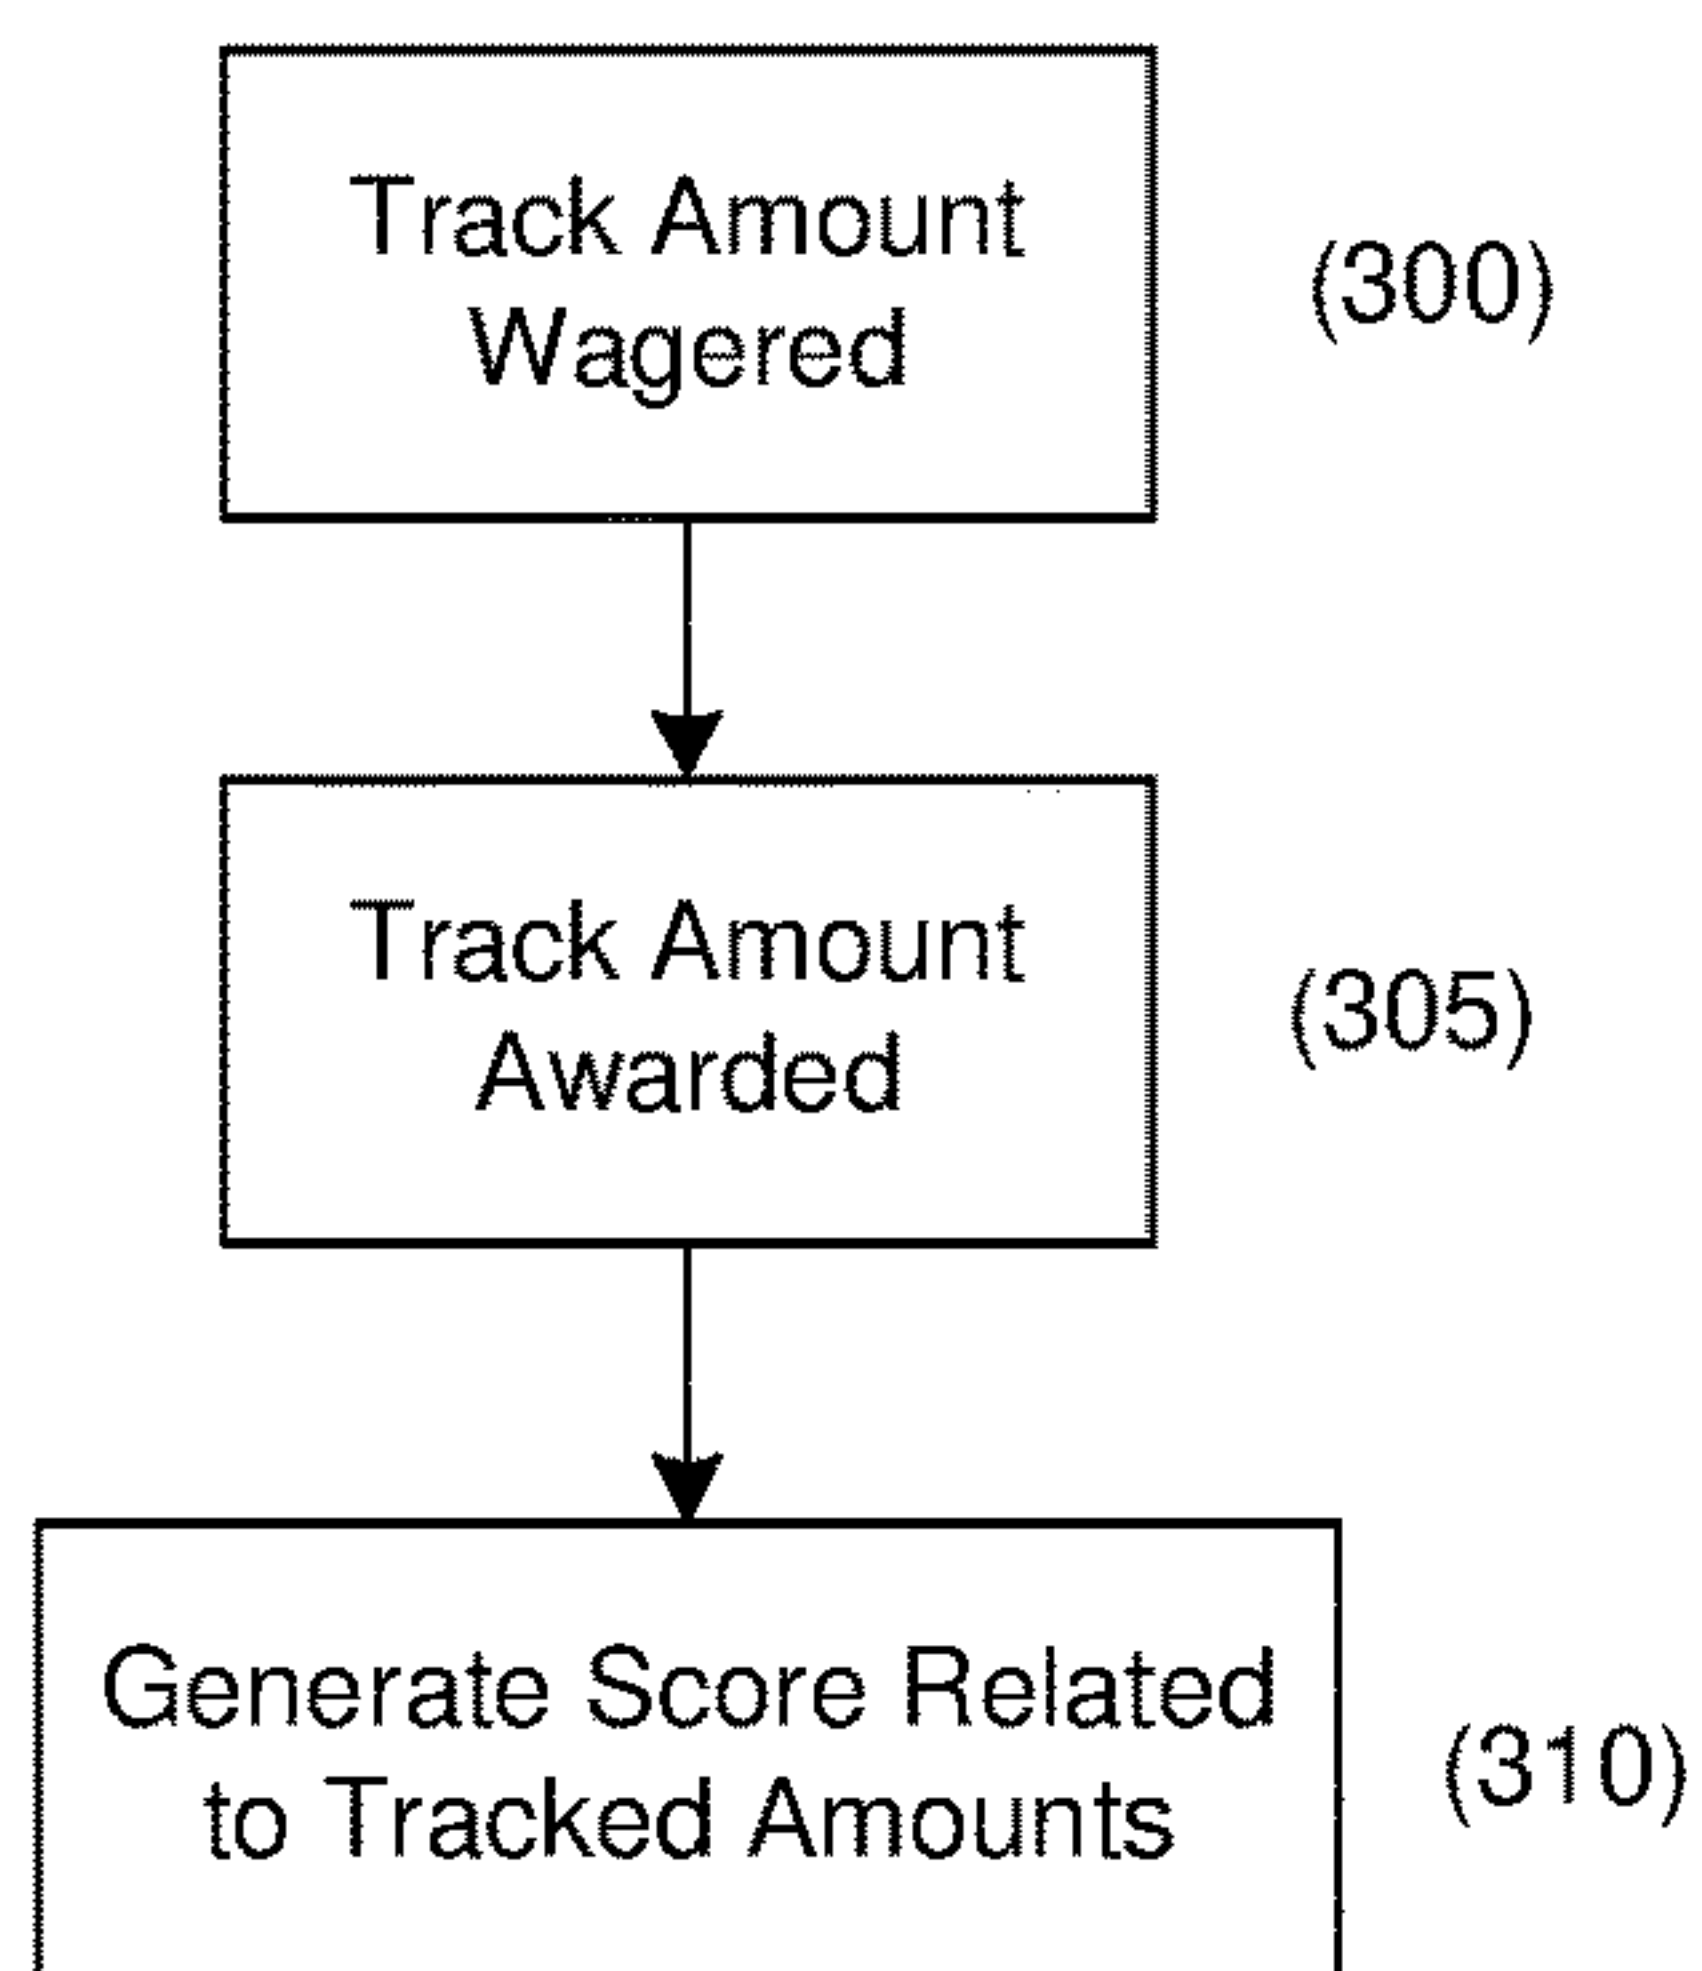 Track Amount
Wagered
(300)
Track Amount
Awarded
(305)
Generate Score Related
to Tracked Amounts
(310)